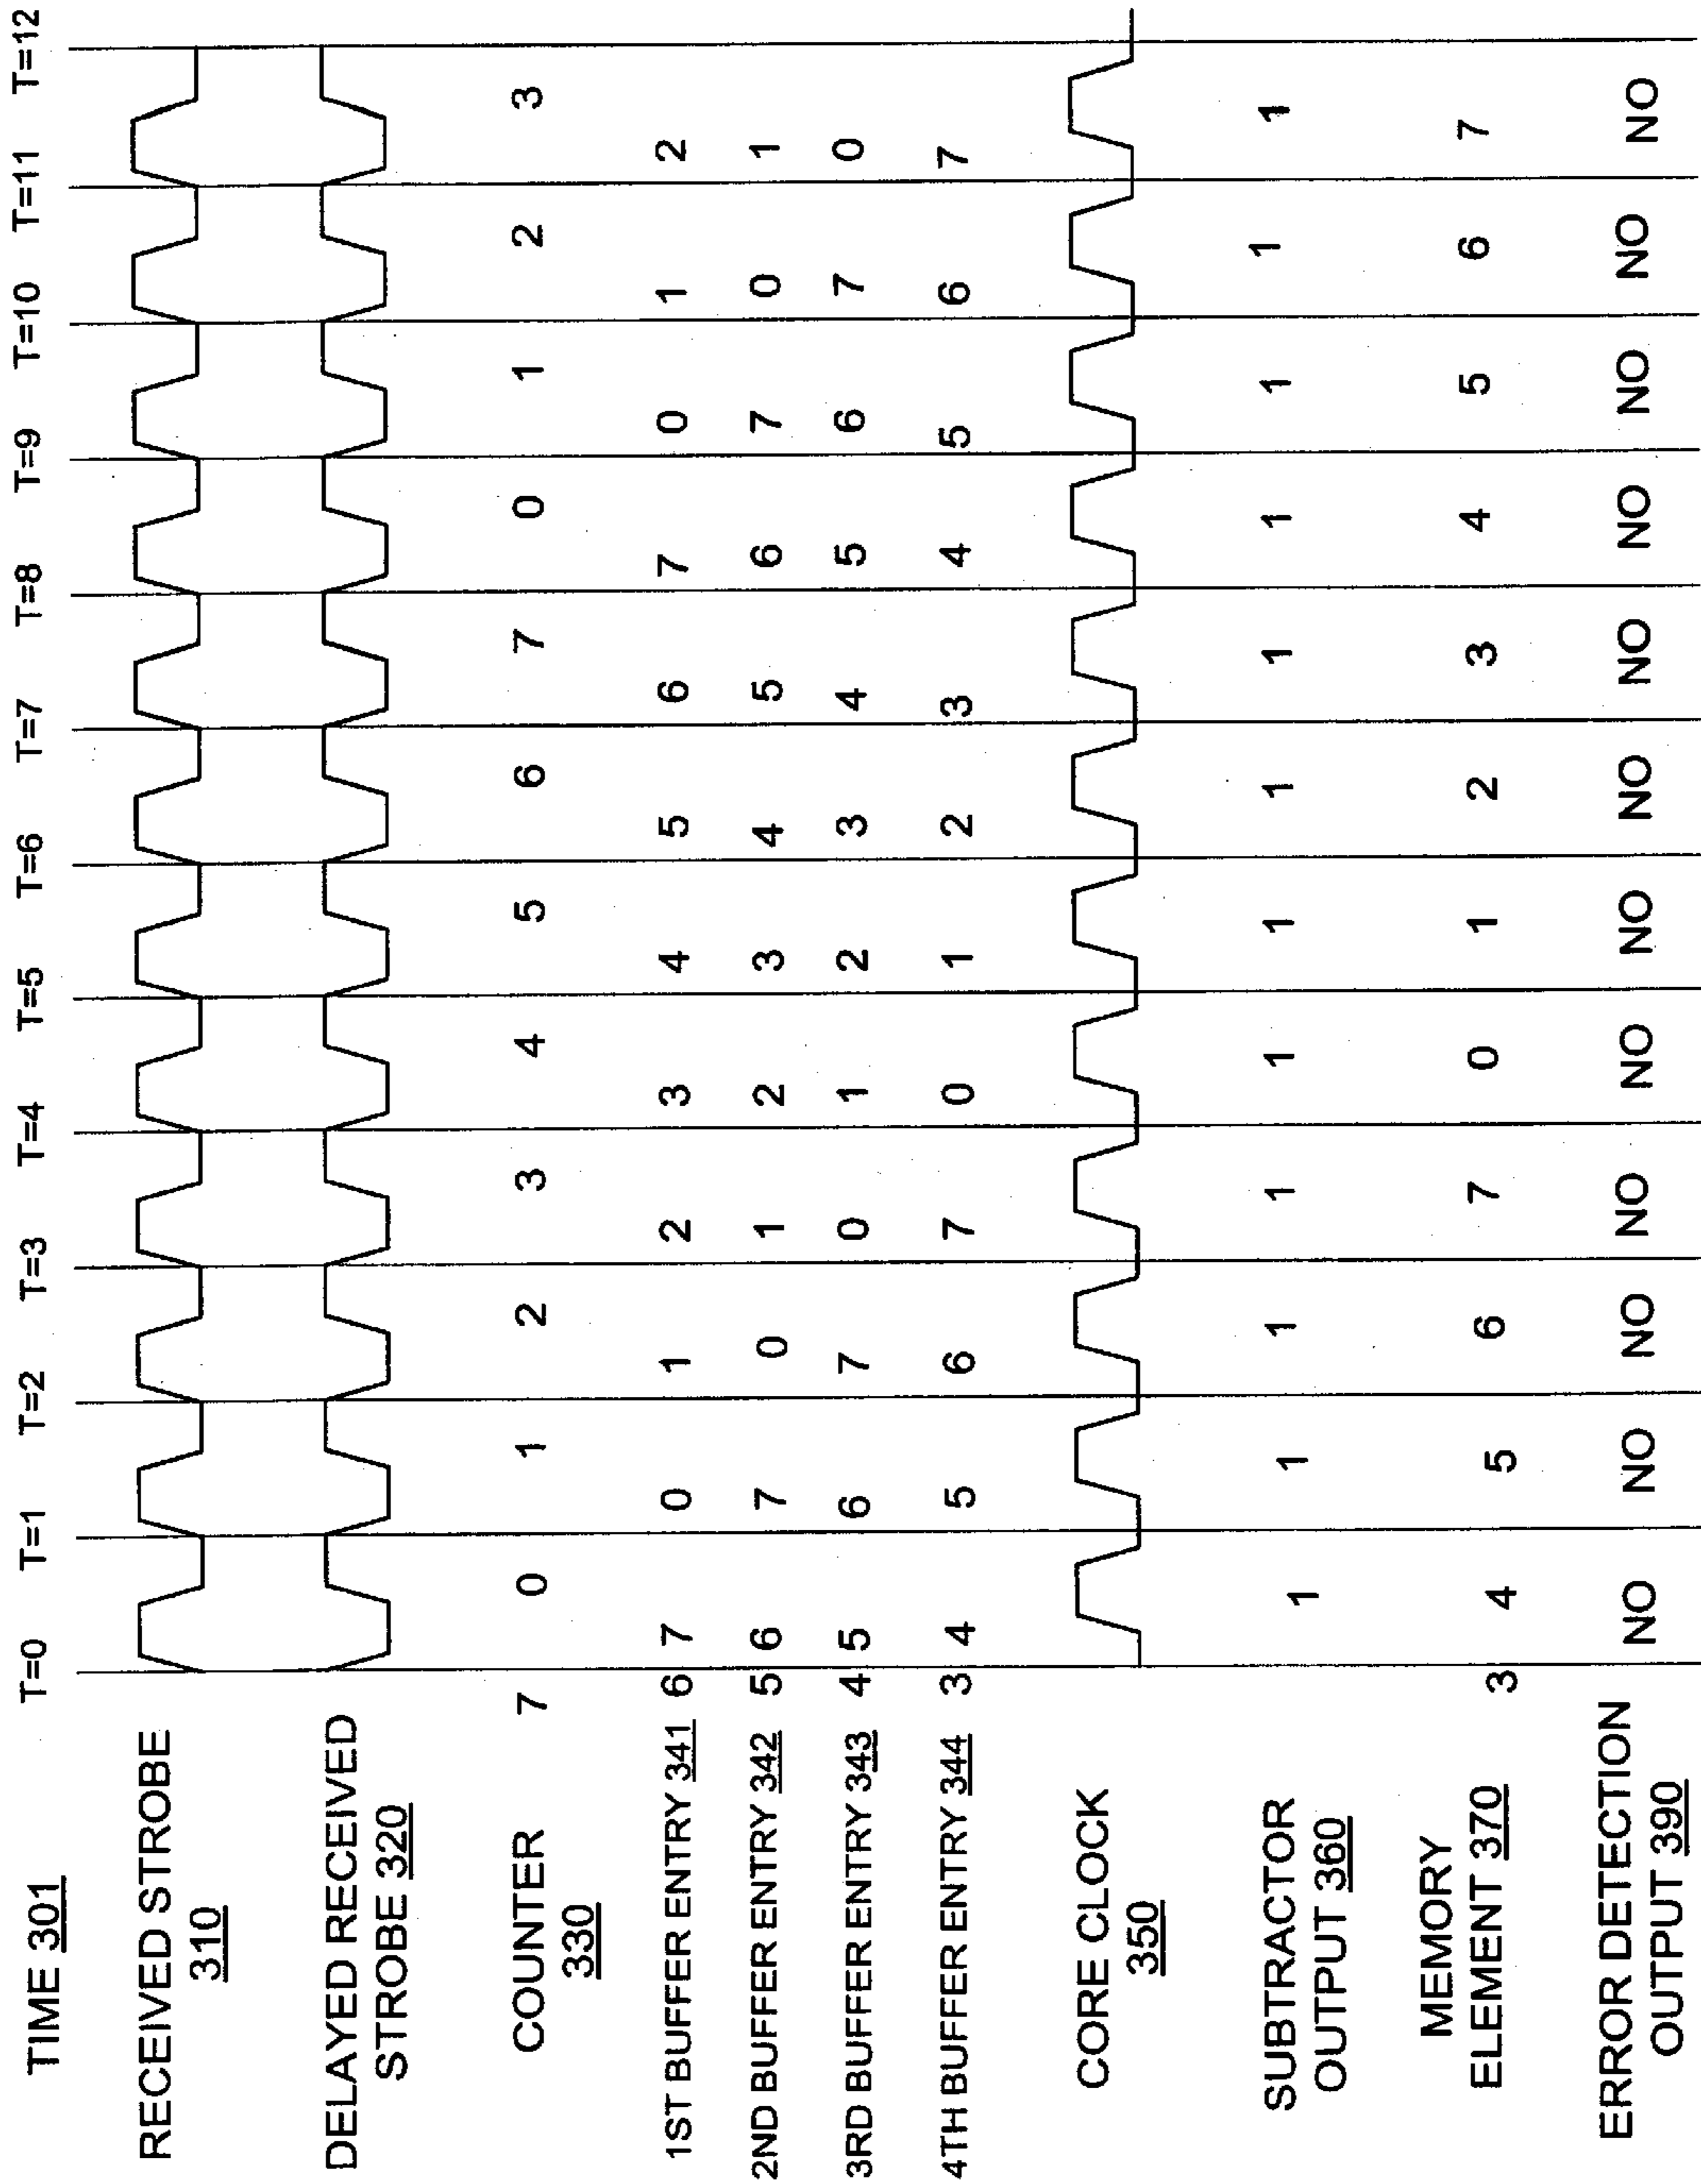 TIME 301 T=0 T=1 T=2 T=3 T=4 T=5 T=6 T=7 T=8 T=9 T=10 T=11 T=12
RECEIVED STROBE
310
DELAYED RECEIVED
STROBE 320
COUNTER 7 0 1 2 3 4 5 6 7 0 1 2 3
330
1ST BUFFER ENTRY 341 6 7 0 1 2 3 4 5 6 7 0 1 2
2ND BUFFER ENTRY 342 5 6 7 0 1 2 3 4 5 6 7 0 1
3RD BUFFER ENTRY 343 4 5 6 7 0 1 2 3 4 5 6 7 0
4TH BUFFER ENTRY 344 3 4 5 6 7 0 1 2 3 4 5 6 7
CORE CLOCK
350
SUBTRACTOR
OUTPUT 360 1 1 1 1 1 1 1 1 1 1 1 1
MEMORY
ELEMENT 370 3 4 5 6 7 0 1 2 3 4 5 6 7
ERROR DETECTION
OUTPUT 390 NO NO NO NO NO NO NO NO NO NO NO NO